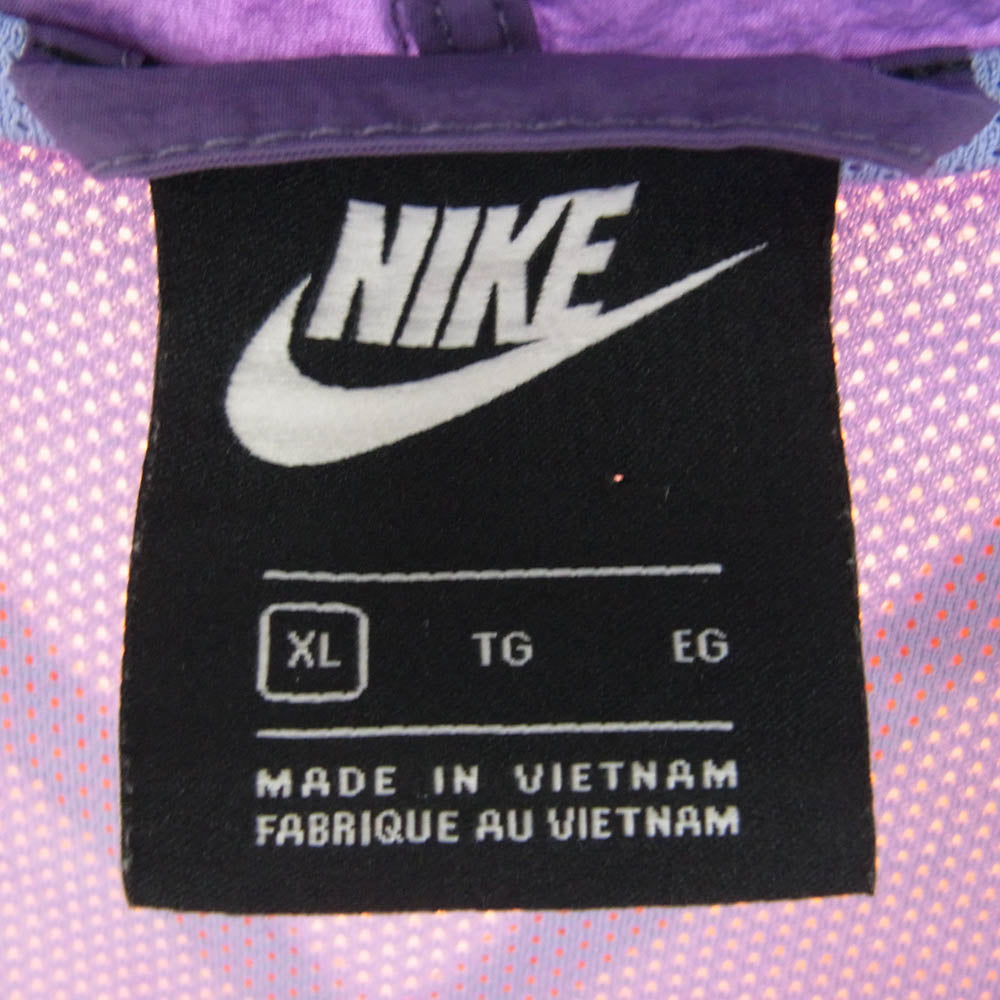 NIKE
XL TG EG
MADE IN VIETNAM
FABRIQUE AU VIETNAM